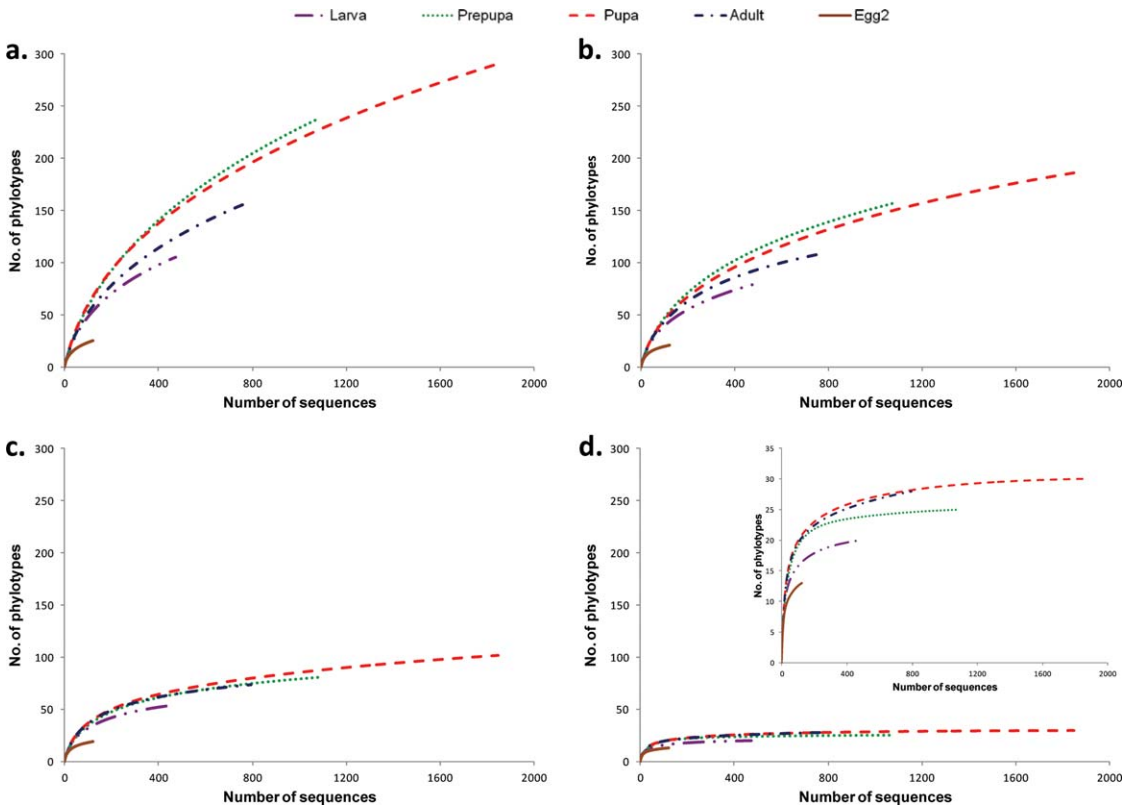 Larva Prepupa Pupa Adult Egg2
a.
300
250
200
150
100
50
0
No. of phylotypes
0 400 800 1200 1600 2000
Number of sequences
b.
300
250
200
150
100
50
0
No. of phylotypes
0 400 800 1200 1600 2000
Number of sequences
c.
300
250
200
150
100
50
0
No. of phylotypes
0 400 800 1200 1600 2000
Number of sequences
d.
300
250
200
150
100
50
0
No. of phylotypes
0 400 800 1200 1600 2000
Number of sequences
35
30
25
20
15
10
5
0
No. of phylotypes
0 400 800 1200 1600 2000
Number of sequences